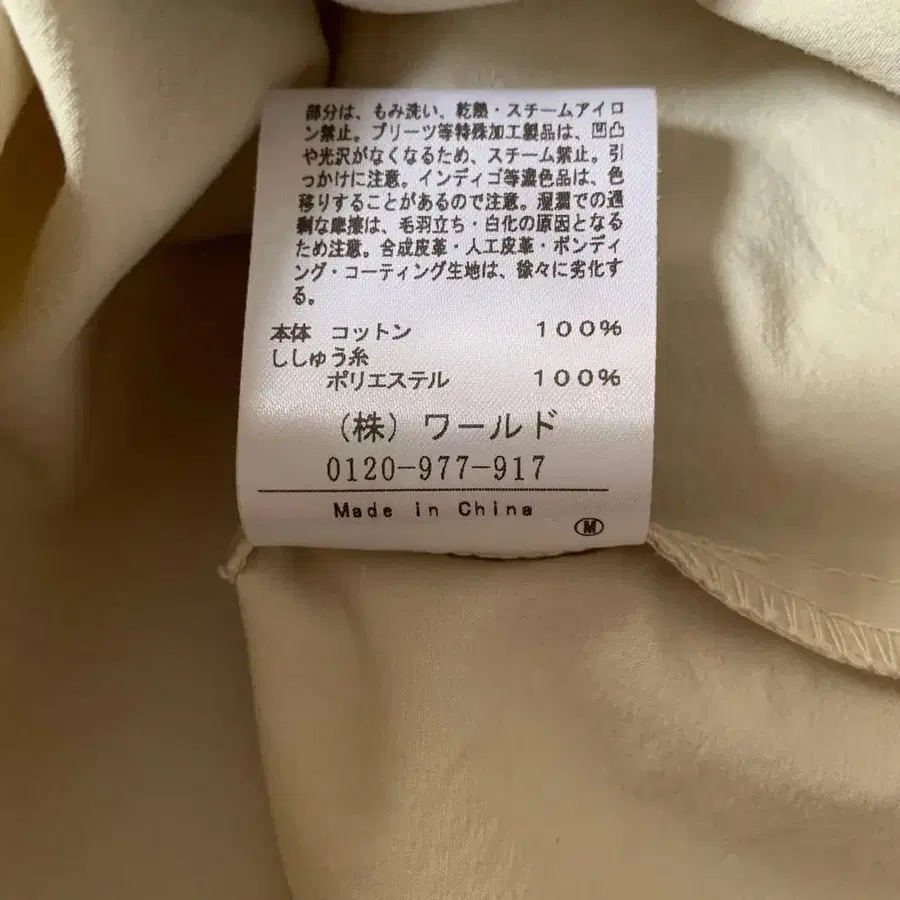 部分は、もみ洗い、乾熱・スチームアイロ
ン禁止。プリーツ等特殊加工製品は、凹凸
や光沢がなくなるため、スチーム禁止。引
っかけに注意。インディゴ等濃色品は、色
移りすることがあるので注意。湿潤での過
剰な摩擦は、毛羽立ち・白化の原因となる
ため注意。合成皮革・人工皮革・ボンディ
ング・コーティング生地は、徐々に劣化す
る。
本体 コットン 100%
ししゅう糸
ポリエステル 100%
(株)ワールド
0120-977-917
Made in China
M